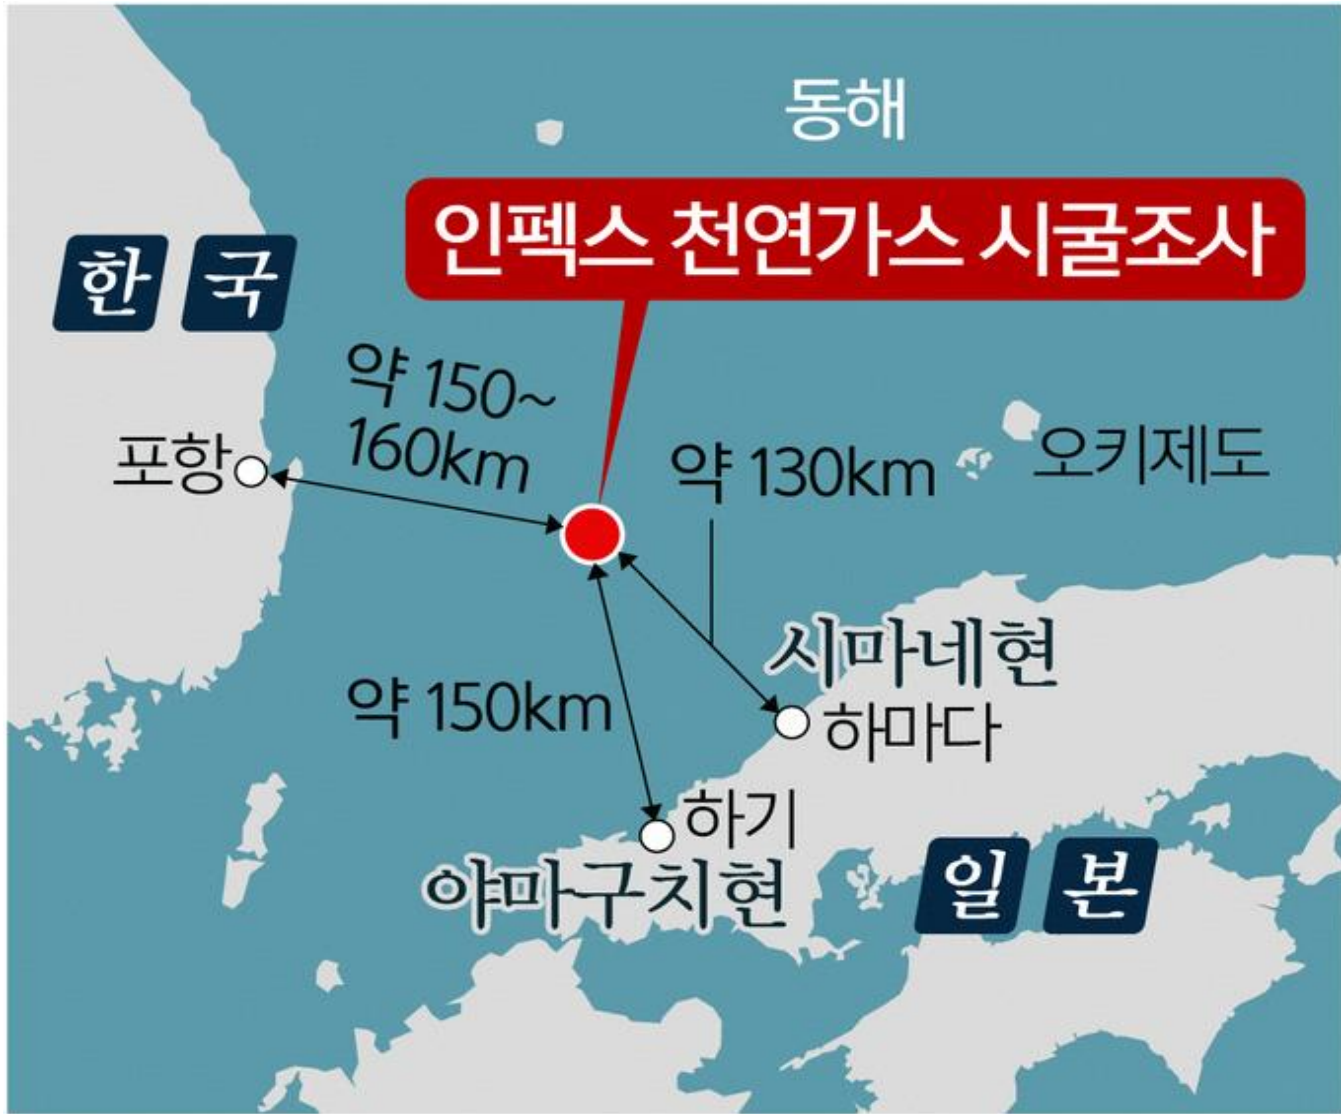 동해
인펙스 천연가스 시굴조사
한국
약 150~
160km
포항
약 130km
오키제도
시마네현
하마다
약 150km
하기
야마구치현
일본